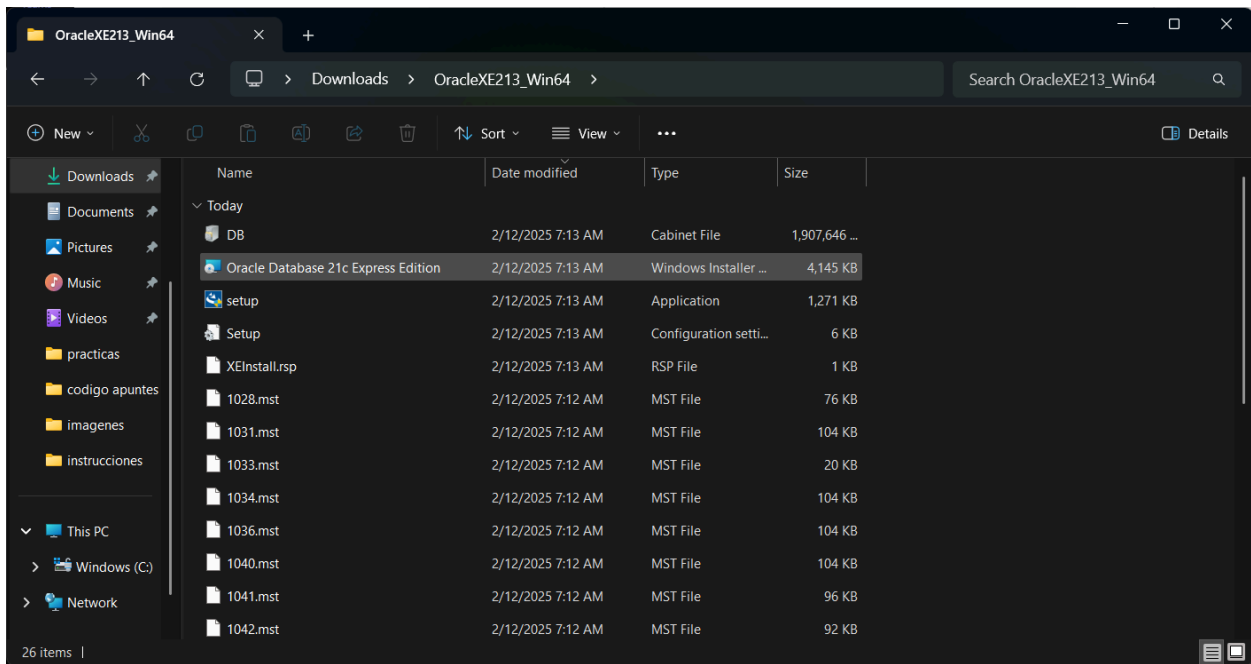 OracleXE213_Win64
Downloads > OracleXE213_Win64 >
Search OracleXE213_Win64
New
Sort
View
Details
Downloads
Documents
Pictures
Music
Videos
practicas
codigo apuntes
imagenes
instrucciones
This PC
Windows (C:)
Network
Name Date modified Type Size
Today
DB 2/12/2025 7:13 AM Cabinet File 1,907,646 ...
Oracle Database 21c Express Edition 2/12/2025 7:13 AM Windows Installer ... 4,145 KB
setup 2/12/2025 7:13 AM Application 1,271 KB
Setup 2/12/2025 7:13 AM Configuration setti... 6 KB
XEInstall.rsp 2/12/2025 7:13 AM RSP File 1 KB
1028.mst 2/12/2025 7:12 AM MST File 76 KB
1031.mst 2/12/2025 7:12 AM MST File 104 KB
1033.mst 2/12/2025 7:12 AM MST File 20 KB
1034.mst 2/12/2025 7:12 AM MST File 104 KB
1036.mst 2/12/2025 7:12 AM MST File 104 KB
1040.mst 2/12/2025 7:12 AM MST File 104 KB
1041.mst 2/12/2025 7:12 AM MST File 96 KB
1042.mst 2/12/2025 7:12 AM MST File 92 KB
26 items